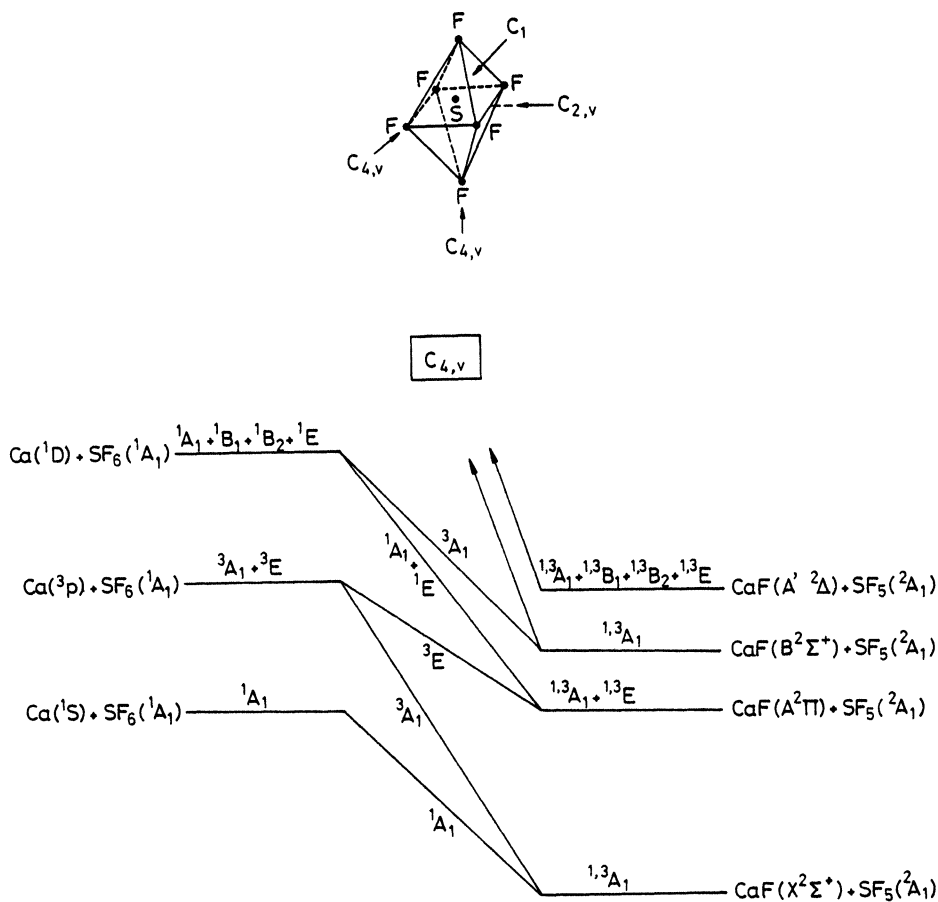 F
C₁
F
F
S
C₂,ᵥ
F
F
C₄,ᵥ
F
C₄,ᵥ
C₄,ᵥ
Ca(¹D) + SF₆(¹A₁)
¹A₁ + ¹B₁ + ¹B₂ + ¹E
³A₁
¹A₁ + ¹E
Ca(³p) + SF₆(¹A₁)
³A₁ + ³E
¹,³A₁ + ¹,³B₁ + ¹,³B₂ + ¹,³E
CaF(A' ²Δ) + SF₅(²A₁)
¹,³A₁
CaF(B²Σ⁺) + SF₅(²A₁)
³E
Ca(¹S) + SF₆(¹A₁)
¹A₁
³A₁
¹,³A₁ + ¹,³E
CaF(A²Π) + SF₅(²A₁)
¹A₁
¹,³A₁
CaF(X²Σ⁺) + SF₅(²A₁)